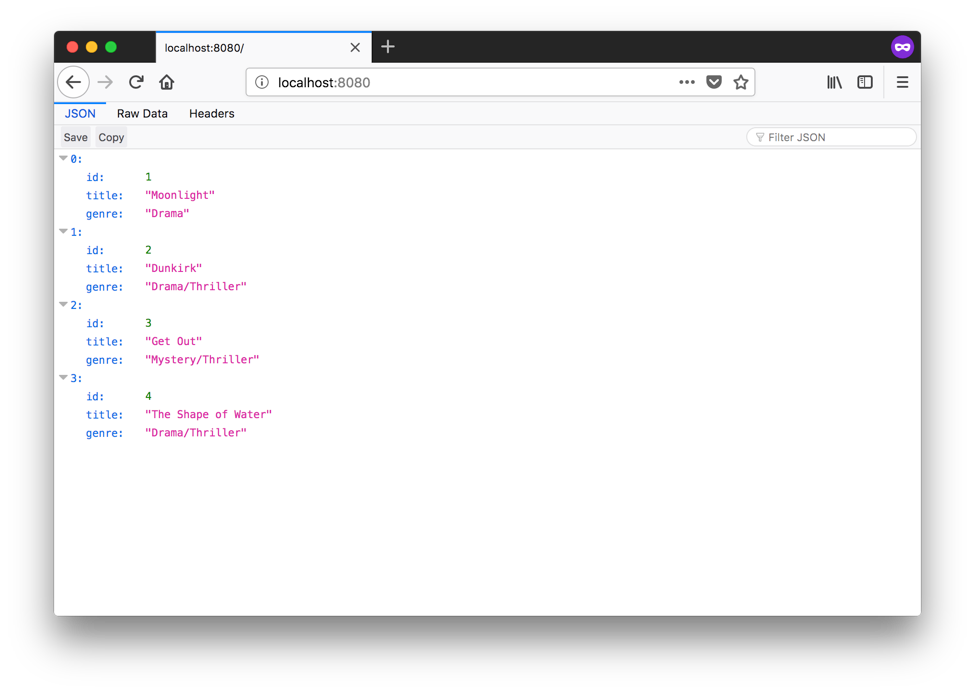 localhost:8080/
localhost:8080
JSON Raw Data Headers
Save Copy Filter JSON
0:
id: 1
title: "Moonlight"
genre: "Drama"
1:
id: 2
title: "Dunkirk"
genre: "Drama/Thriller"
2:
id: 3
title: "Get Out"
genre: "Mystery/Thriller"
3:
id: 4
title: "The Shape of Water"
genre: "Drama/Thriller"